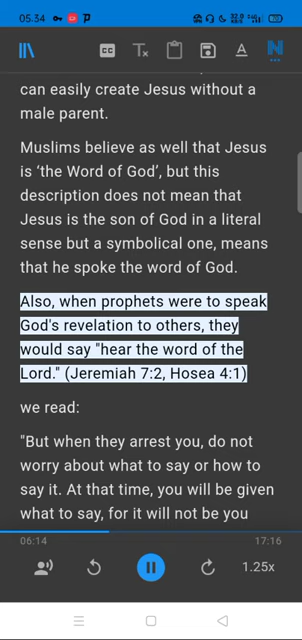 05.34
can easily create Jesus without a
male parent.
Muslims believe as well that Jesus
is ‘the Word of God’, but this
description does not mean that
Jesus is the son of God in a literal
sense but a symbolical one, means
that he spoke the word of God.
Also, when prophets were to speak
God's revelation to others, they
would say "hear the word of the
Lord." (Jeremiah 7:2, Hosea 4:1)
we read:
"But when they arrest you, do not
worry about what to say or how to
say it. At that time, you will be given
what to say, for it will not be you
06:14 17:16
1.25x